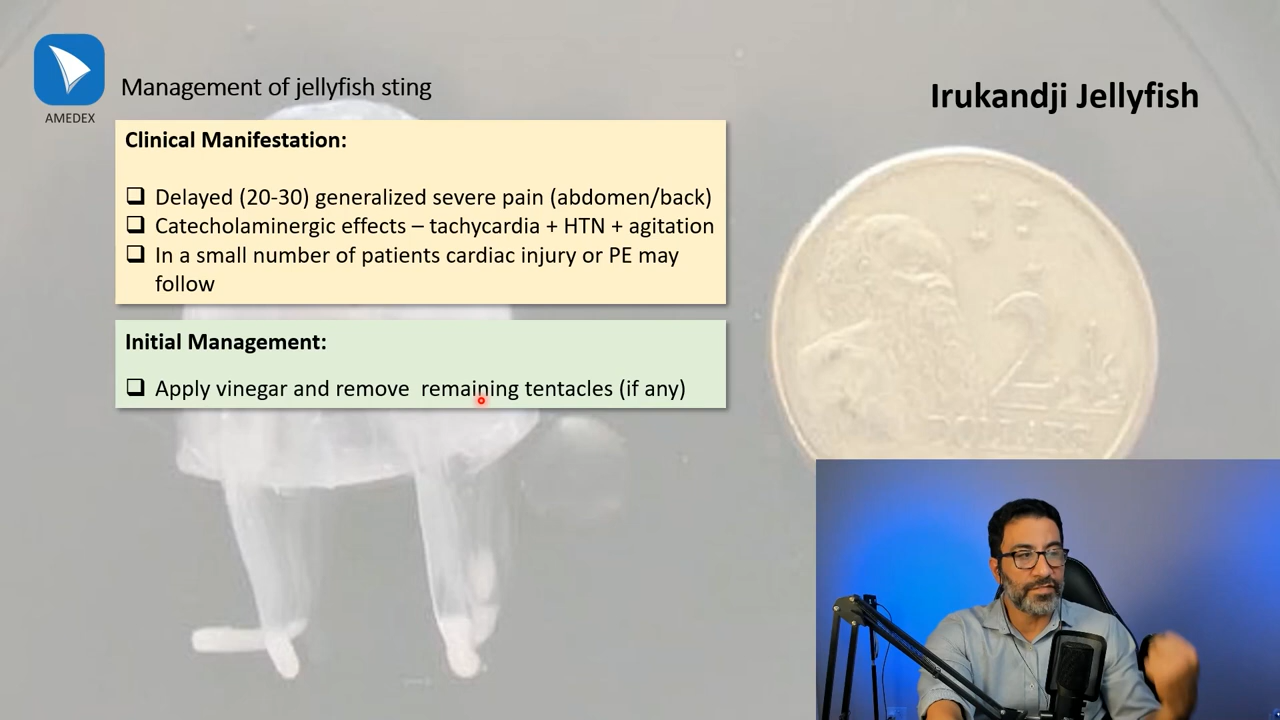 Management of jellyfish sting
Irukandji Jellyfish
AMEDEX
Clinical Manifestation:
❑ Delayed (20-30) generalized severe pain (abdomen/back)
❑ Catecholaminergic effects – tachycardia + HTN + agitation
❑ In a small number of patients cardiac injury or PE may
follow
Initial Management:
❑ Apply vinegar and remove  remaining tentacles (if any)
2
DOLLARS